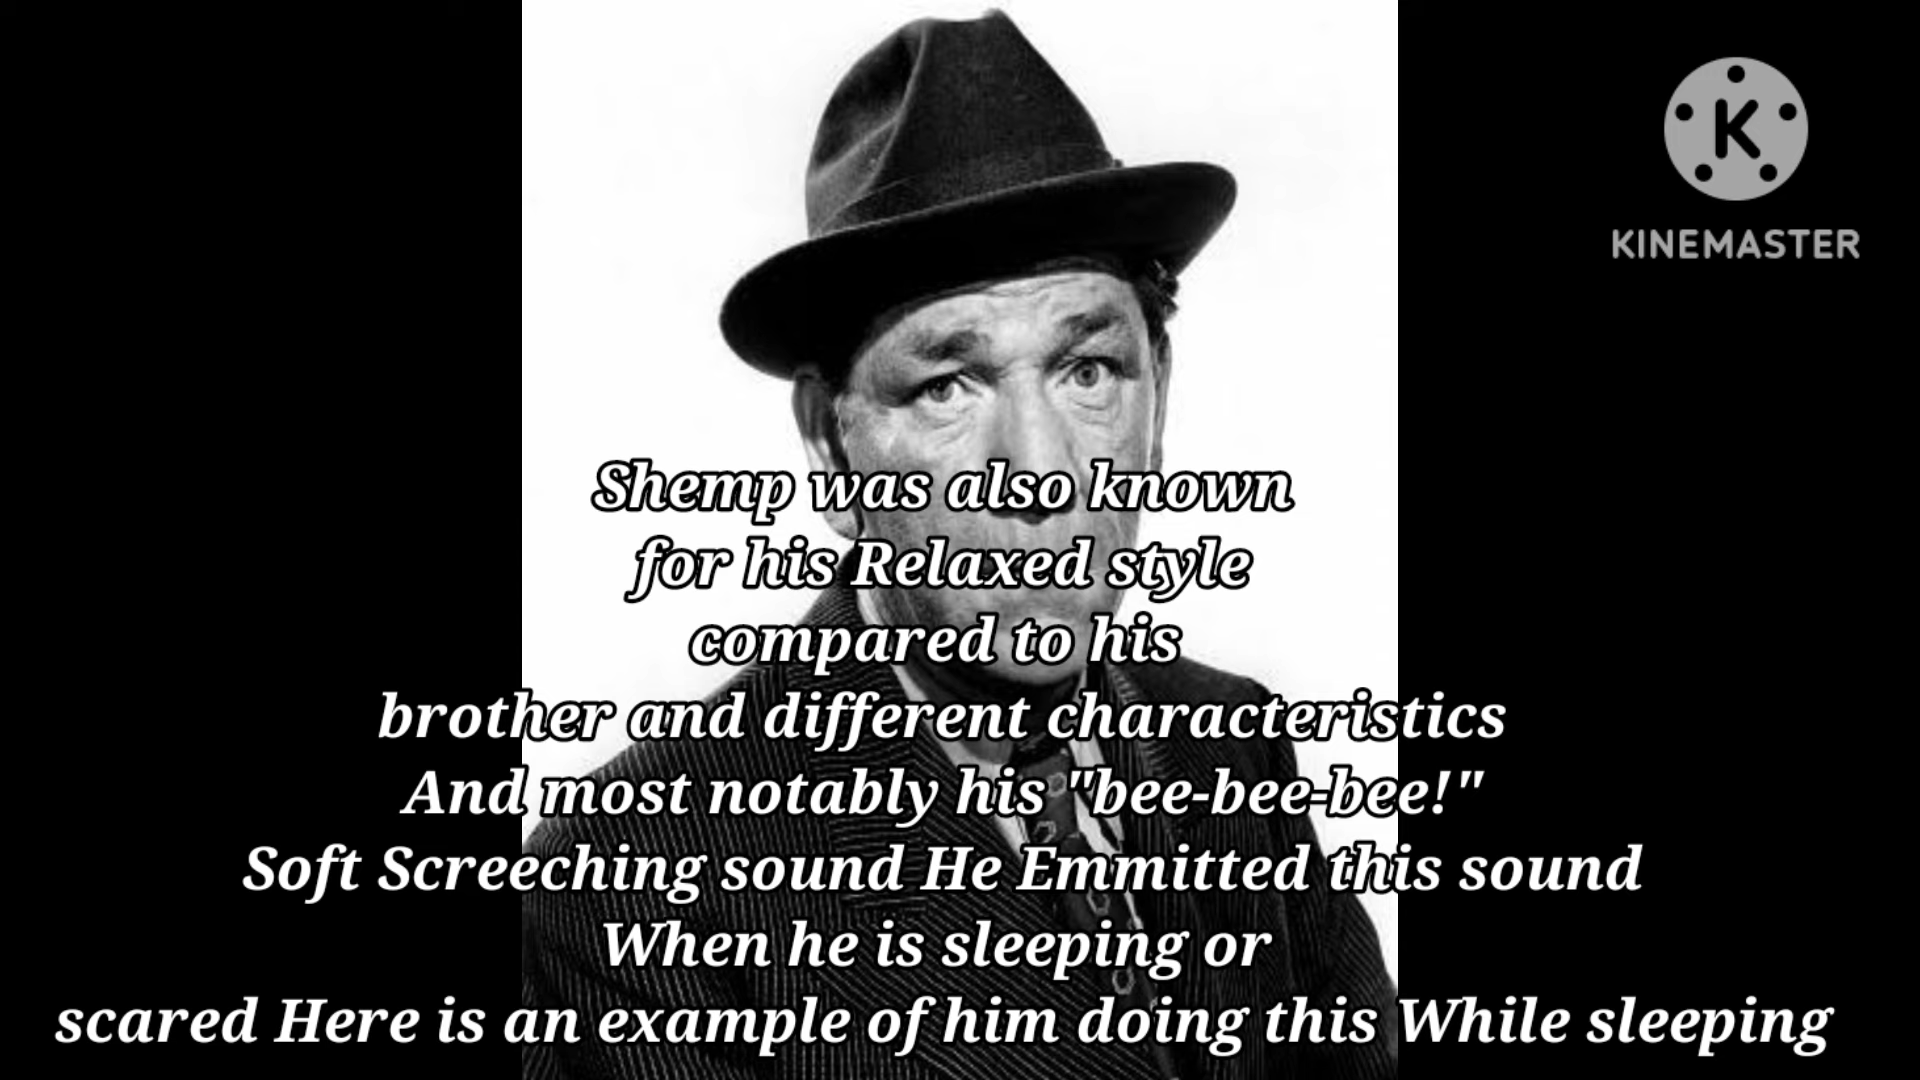 KINEMASTER
Shemp was also known
for his Relaxed style
compared to his
brother and different characteristics
And most notably his "bee-bee-bee!"
Soft Screeching sound He Emmitted this sound
When he is sleeping or
scared Here is an example of him doing this While sleeping